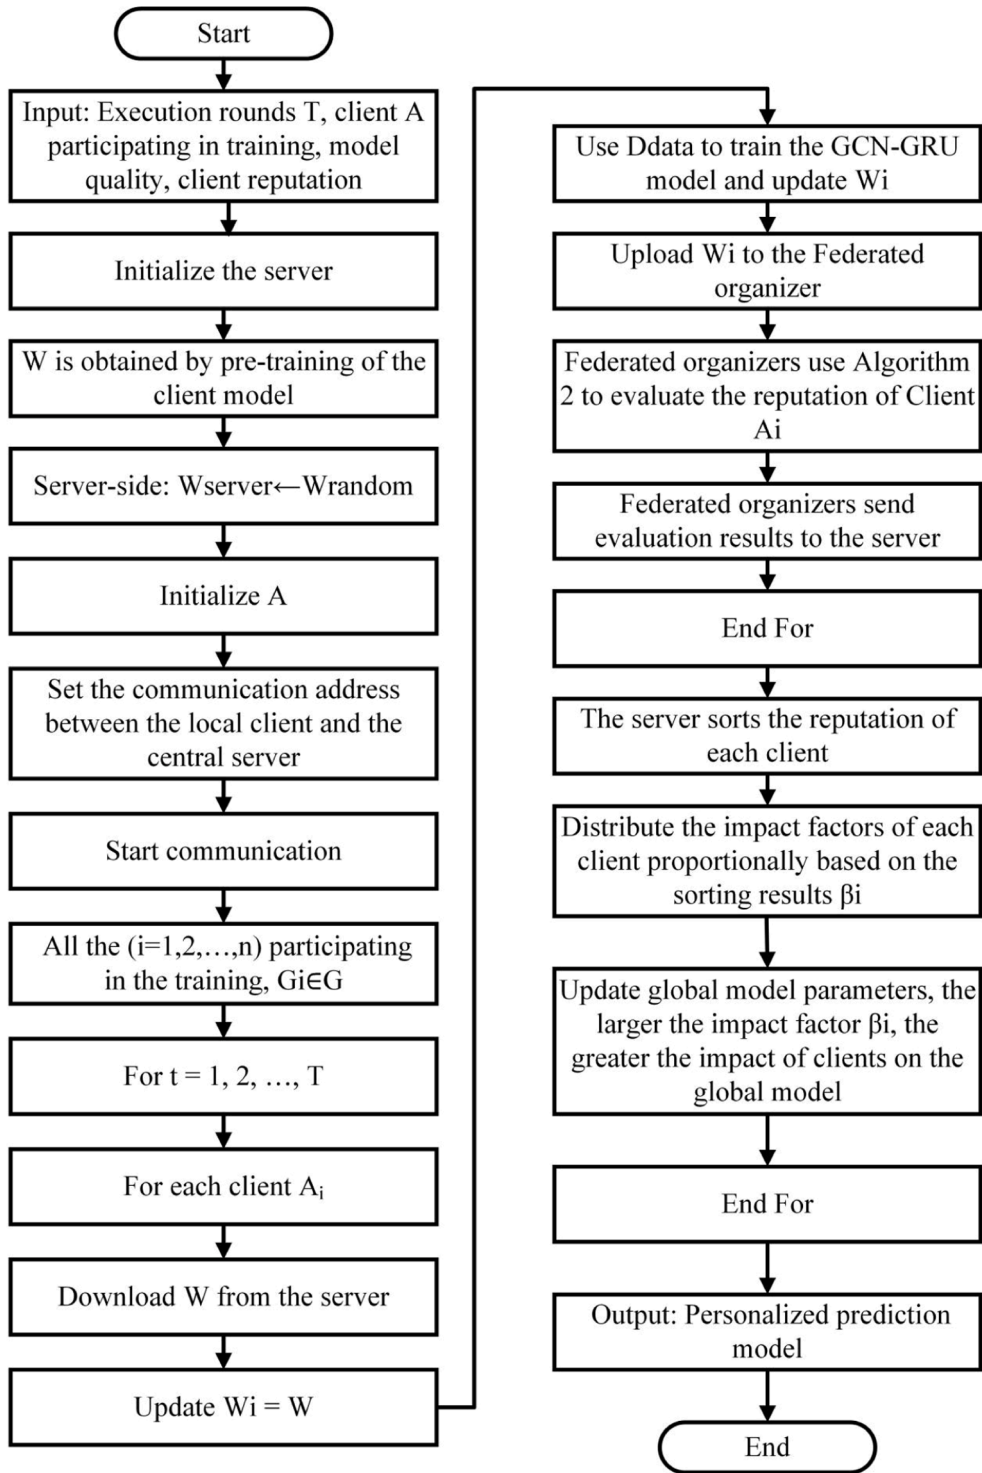 Start
Input: Execution rounds T, client A
participating in training, model
quality, client reputation
Initialize the server
W is obtained by pre-training of the
client model
Server-side: Wserver←Wrandom
Initialize A
Set the communication address
between the local client and the
central server
Start communication
All the (i=1,2,…,n) participating
in the training, Gi∈G
For t = 1, 2, …, T
For each client Aᵢ
Download W from the server
Update Wi = W
Use Ddata to train the GCN-GRU
model and update Wi
Upload Wi to the Federated
organizer
Federated organizers use Algorithm
2 to evaluate the reputation of Client
Ai
Federated organizers send
evaluation results to the server
End For
The server sorts the reputation of
each client
Distribute the impact factors of each
client proportionally based on the
sorting results βi
Update global model parameters, the
larger the impact factor βi, the
greater the impact of clients on the
global model
End For
Output: Personalized prediction
model
End